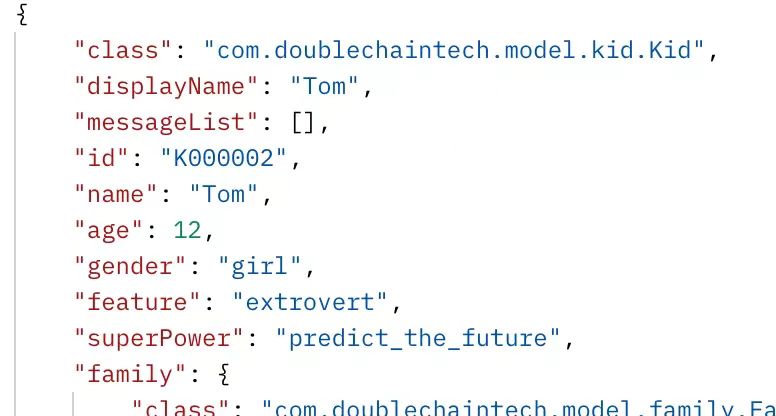 {
"class": "com.doublechaintech.model.kid.Kid",
"displayName": "Tom",
"messageList": [],
"id": "K000002",
"name": "Tom",
"age": 12,
"gender": "girl",
"feature": "extrovert",
"superPower": "predict_the_future",
"family": {
"class": "com.doublechaintech.model.family.Fa